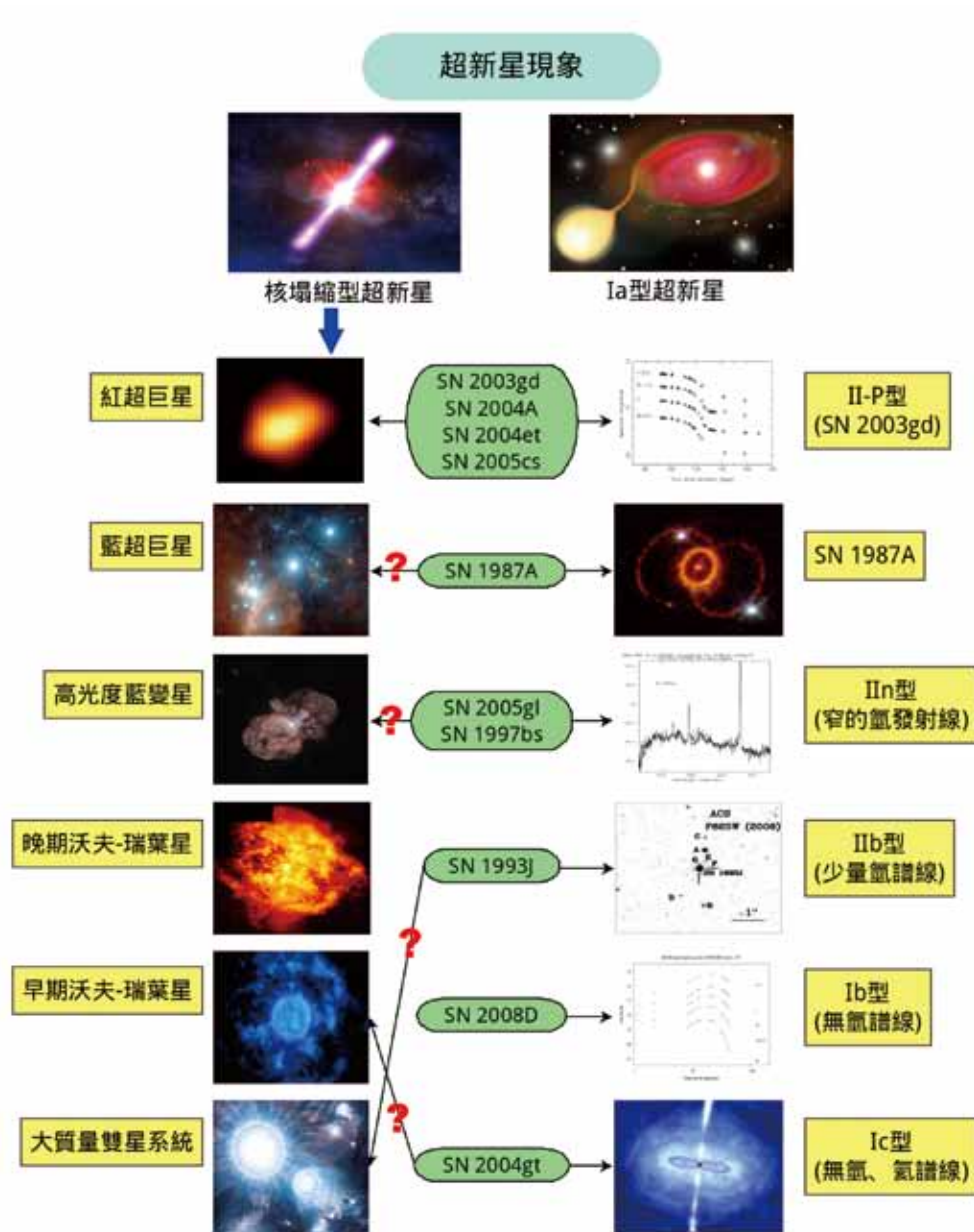 超新星現象
核塌縮型超新星
Ia型超新星
紅超巨星
SN 2003gd
SN 2004A
SN 2004et
SN 2005cs
II-P型
(SN 2003gd)
藍超巨星
?
SN 1987A
SN 1987A
高光度藍變星
?
SN 2005gl
SN 1997bs
IIn型
(窄的氫發射線)
晚期沃夫-瑞葉星
SN 1993J
ACS
IIb型
(少量氫譜線)
?
早期沃夫-瑞葉星
SN 2008D
Ib型
(無氫譜線)
?
大質量雙星系統
SN 2004gt
Ic型
(無氫、氦譜線)